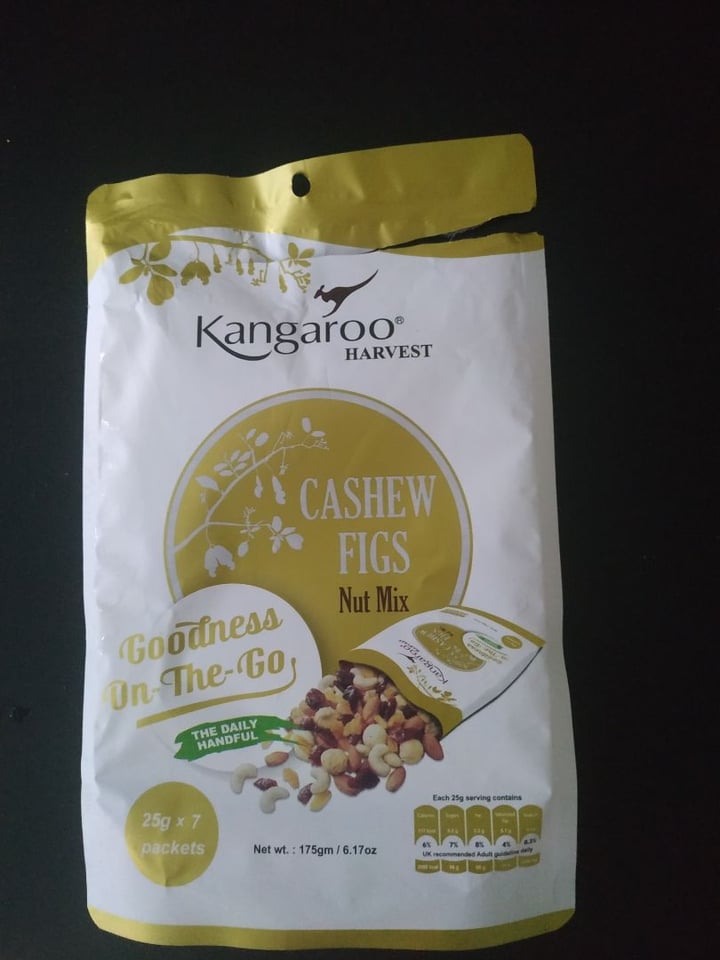 Kangaroo®
HARVEST
CASHEW
FIGS
Nut Mix
Goodness
On-The-Go
THE DAILY
HANDFUL
25g x 7
packets
Net wt. : 175gm / 6.17oz
Each 25g serving contains
6% 7% 8% 4%
UK recommended Adult guideline daily